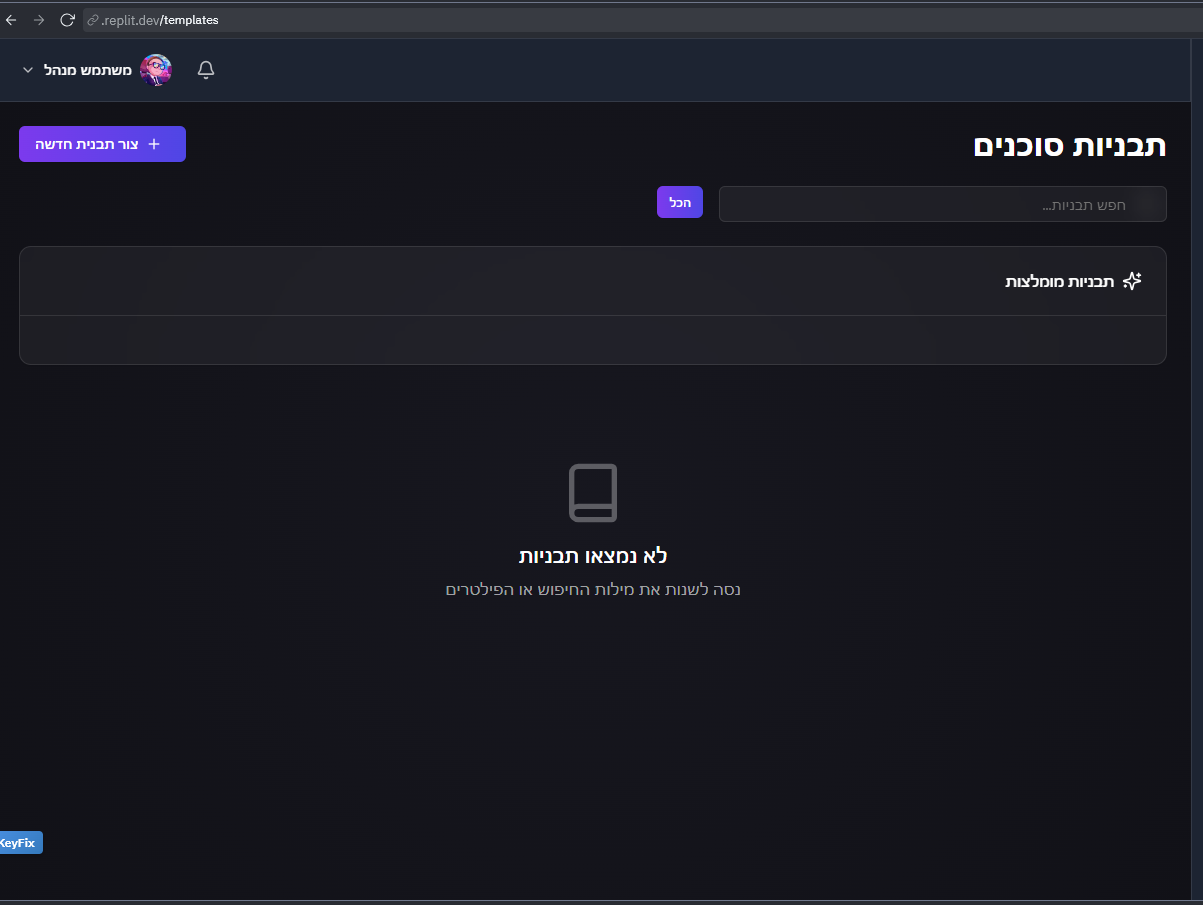 .replit.dev/templates
משתמש מנהל
תבניות סוכנים
צור תבנית חדשה
חפש תבניות...
הכל
תבניות מומלצות
לא נמצאו תבניות
נסה לשנות את מילות החיפוש או הפילטרים
KeyFix